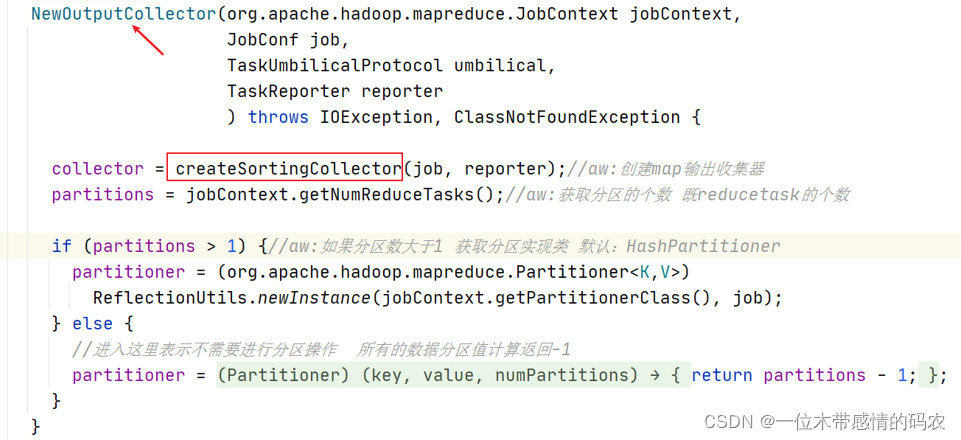 NewOutputCollector(org.apache.hadoop.mapreduce.JobContext jobContext,
JobConf job,
TaskUmbilicalProtocol umbilical,
TaskReporter reporter
) throws IOException, ClassNotFoundException {
collector = createSortingCollector(job, reporter);//aw:创建map输出收集器
partitions = jobContext.getNumReduceTasks();//aw:获取分区的个数 既reducetask的个数
if (partitions > 1) {//aw:如果分区数大于1 获取分区实现类 默认：HashPartitioner
partitioner = (org.apache.hadoop.mapreduce.Partitioner<K,V>)
ReflectionUtils.newInstance(jobContext.getPartitionerClass(), job);
} else {
//进入这里表示不需要进行分区操作 所有的数据分区值计算返回-1
partitioner = (Partitioner) (key, value, numPartitions) → { return partitions - 1; };
}
}
CSDN @一位木带感情的码农